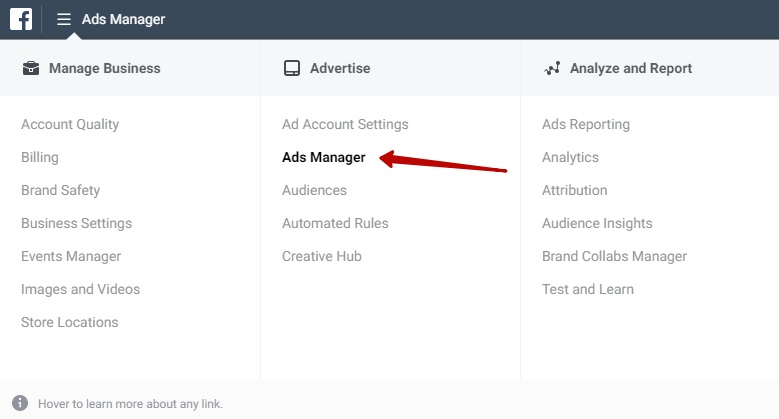 Ads Manager
Manage Business
Account Quality
Billing
Brand Safety
Business Settings
Events Manager
Images and Videos
Store Locations
Advertise
Ad Account Settings
Ads Manager
Audiences
Automated Rules
Creative Hub
Analyze and Report
Ads Reporting
Analytics
Attribution
Audience Insights
Brand Collabs Manager
Test and Learn
Hover to learn more about any link.